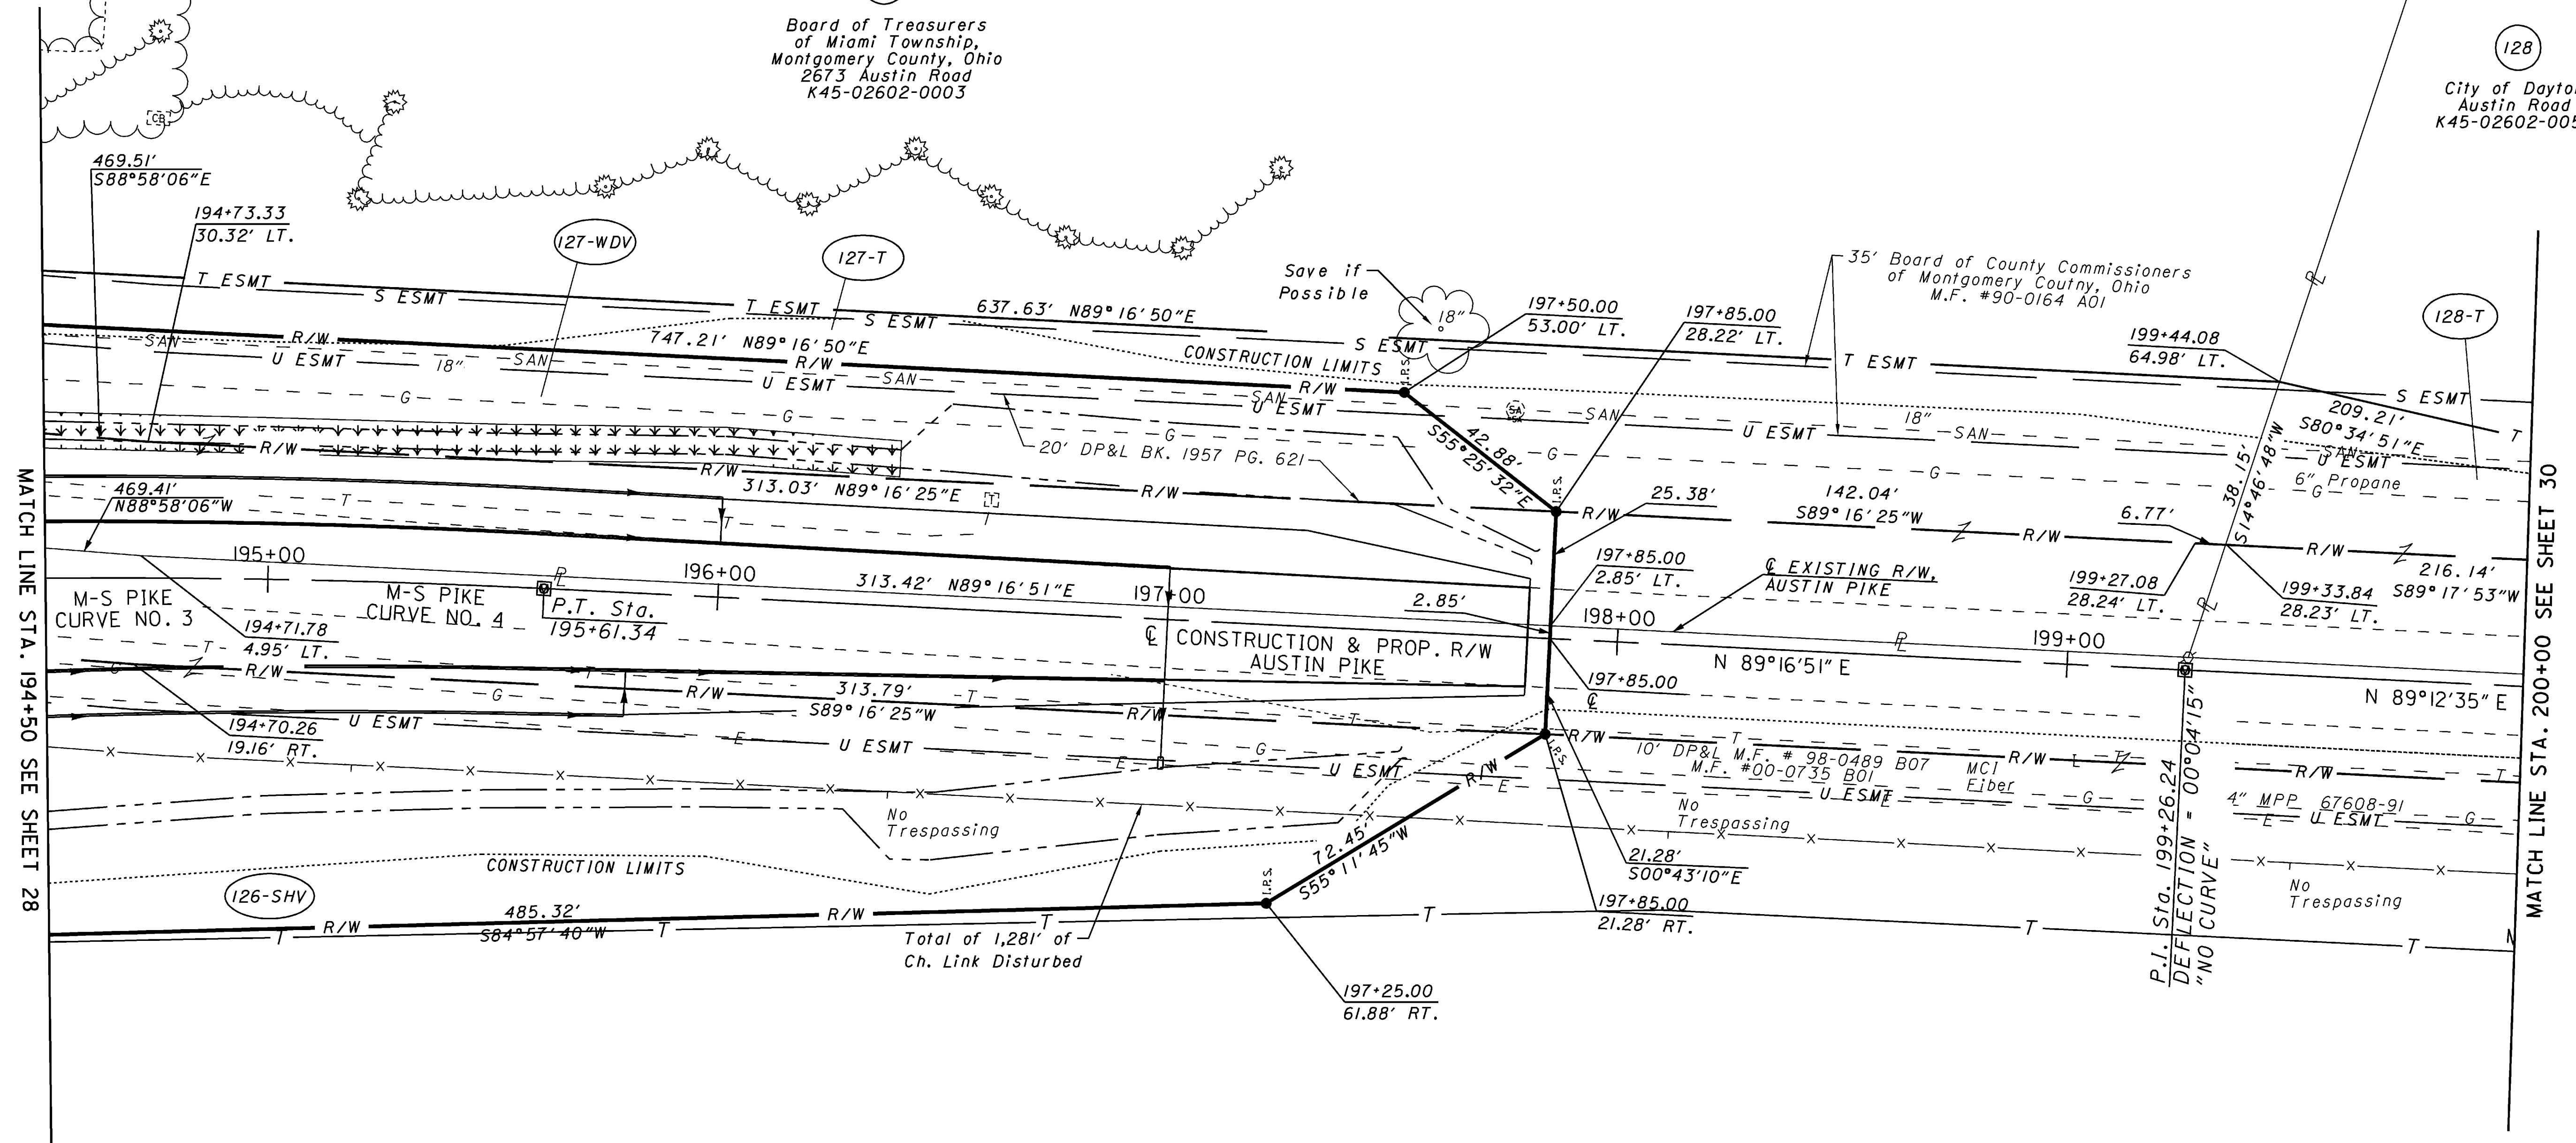 Board of Treasurers
of Miami Township,
Montgomery County, Ohio
2673 Austin Road
K45-02602-0003
128
City of Dayto
Austin Road
K45-02602-005
CB
469.51'
S88°58'06"E
194+73.33
30.32' LT.
127-WDV
127-T
Save if
Possible
18"
197+50.00
53.00' LT.
197+85.00
28.22' LT.
35' Board of County Commissioners
of Montgomery Coutny, Ohio
M.F. #90-0164 A01
199+44.08
64.98' LT.
128-T
T ESMT
S ESMT
T ESMT
S ESMT
637.63' N89°16'50"E
S ESMT
T ESMT
S ESMT
T
R/W
747.21' N89°16'50"E
R/W
CONSTRUCTION LIMITS
R/W
I.P.S.
SAN
U ESMT
18"
SAN
U ESMT
SAN
SAN
U ESMT
SA
SAN
U ESMT
18"
SAN
209.21'
S80°34'51"E
SAN
U ESMT
6" Propane
G
G
G
G
G
G
42.88'
S55°25'32"E
38.15'
S14°46'48"W
20' DP&L BK. 1957 PG. 621
R/W
R/W
313.03' N89°16'25"E
T
R/W
I.P.S.
R/W
25.38'
142.04'
S89°16'25"W
R/W
6.77'
R/W
216.14'
S89°17'53"W
469.41'
N88°58'06"W
T
T
195+00
196+00
197+00
198+00
199+00
M-S PIKE
CURVE NO. 3
M-S PIKE
CURVE NO. 4
P.T. Sta.
195+61.34
313.42' N89°16'51"E
197+85.00
2.85' LT.
2.85'
℄ EXISTING R/W,
AUSTIN PIKE
199+27.08
28.24' LT.
199+33.84
28.23' LT.
℄ CONSTRUCTION & PROP. R/W
AUSTIN PIKE
N 89°16'51" E
N 89°12'35" E
197+85.00
℄
194+71.78
4.95' LT.
T
R/W
G
T
R/W
G
313.79'
S89°16'25"W
T
R/W
T
194+70.26
19.16' RT.
U ESMT
E
U ESMT
E
G
U ESMT
R/W
E
I.P.S.
R/W
T
10' DP&L M.F. # 98-0489 B07
M.F. #00-0735 B01
MCI
Fiber
R/W
T
U ESMT
E
G
R/W
T
4" MPP 67608-91
E
U ESMT
G
No
Trespassing
No
Trespassing
No
Trespassing
CONSTRUCTION LIMITS
126-SHV
72.45'
S55°11'45"W
21.28'
S00°43'10"E
197+85.00
21.28' RT.
I.P.S.
R/W
485.32'
S84°57'40"W
R/W
T
T
T
T
T
T
Total of 1,281' of
Ch. Link Disturbed
197+25.00
61.88' RT.
P.I. Sta. 199+26.24
DEFLECTION = 00°04'15"
"NO CURVE"
MATCH LINE STA. 194+50 SEE SHEET 28
MATCH LINE STA. 200+00 SEE SHEET 30